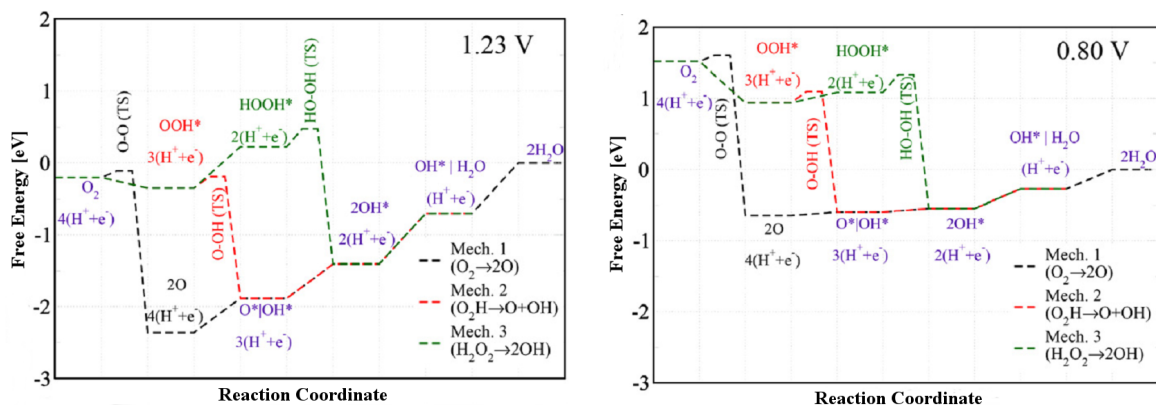 1.23 V
Free Energy [eV]
2
1
0
-1
-2
-3
O₂
4(H⁺+e⁻)
O-O (TS)
OOH*
3(H⁺+e⁻)
O-OH (TS)
HOOH*
2(H⁺+e⁻)
HO-OH (TS)
2O
4(H⁺+e⁻)
O*|OH*
3(H⁺+e⁻)
2OH*
2(H⁺+e⁻)
OH* | H₂O
(H⁺+e⁻)
2H₂O
Mech. 1
(O₂→2O)
Mech. 2
(O₂H→O+OH)
Mech. 3
(H₂O₂→2OH)
Reaction Coordinate
0.80 V
Free Energy [eV]
2
1
0
-1
-2
-3
O₂
4(H⁺+e⁻)
O-O (TS)
OOH*
3(H⁺+e⁻)
O-OH (TS)
HOOH*
2(H⁺+e⁻)
HO-OH (TS)
2O
4(H⁺+e⁻)
O*|OH*
3(H⁺+e⁻)
2OH*
2(H⁺+e⁻)
OH* | H₂O
(H⁺+e⁻)
2H₂O
Mech. 1
(O₂→2O)
Mech. 2
(O₂H→O+OH)
Mech. 3
(H₂O₂→2OH)
Reaction Coordinate